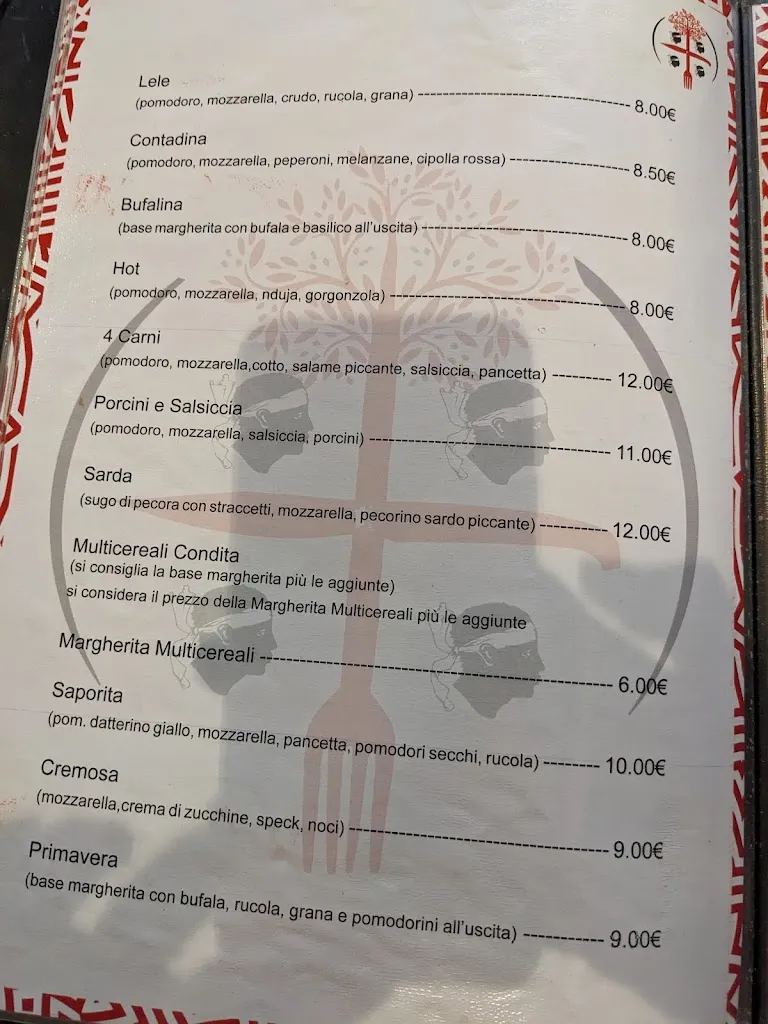 Lele
(pomodoro, mozzarella, crudo, rucola, grana) ------------------------------ 8.00€
Contadina
(pomodoro, mozzarella, peperoni, melanzane, cipolla rossa) ----------------- 8.50€
Bufalina
(base margherita con bufala e basilico all'uscita) ----------------------------- 8.00€
Hot
(pomodoro, mozzarella, nduja, gorgonzola) --------------------------------- 8.00€
4 Carni
(pomodoro, mozzarella,cotto, salame piccante, salsiccia, pancetta) --------- 12.00€
Porcini e Salsiccia
(pomodoro, mozzarella, salsiccia, porcini) --------------------------------- 11.00€
Sarda
(sugo di pecora con straccetti, mozzarella, pecorino sardo piccante) ---------- 12.00€
Multicereali Condita
(si consiglia la base margherita più le aggiunte)
si considera il prezzo della Margherita Multicereali più le aggiunte
Margherita Multicereali --------------------------------------------- 6.00€
Saporita
(pom. datterino giallo, mozzarella, pancetta, pomodori secchi, rucola) -------- 10.00€
Cremosa
(mozzarella,crema di zucchine, speck, noci) --------------------------------- 9.00€
Primavera
(base margherita con bufala, rucola, grana e pomodorini all'uscita) ----------- 9.00€